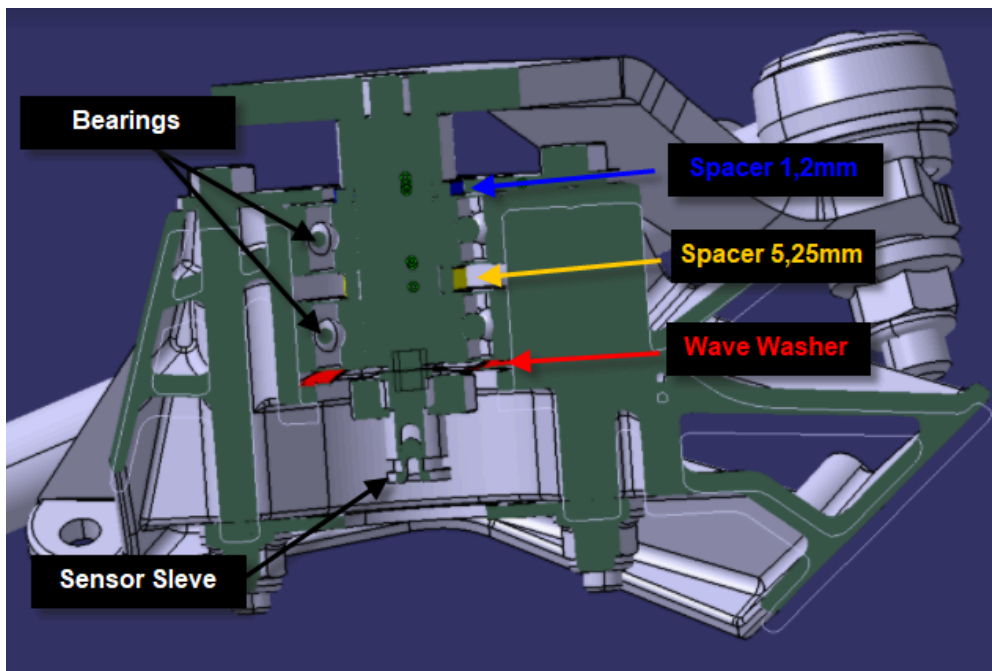 Bearings
Spacer 1,2mm
Spacer 5,25mm
Wave Washer
Sensor Sleve